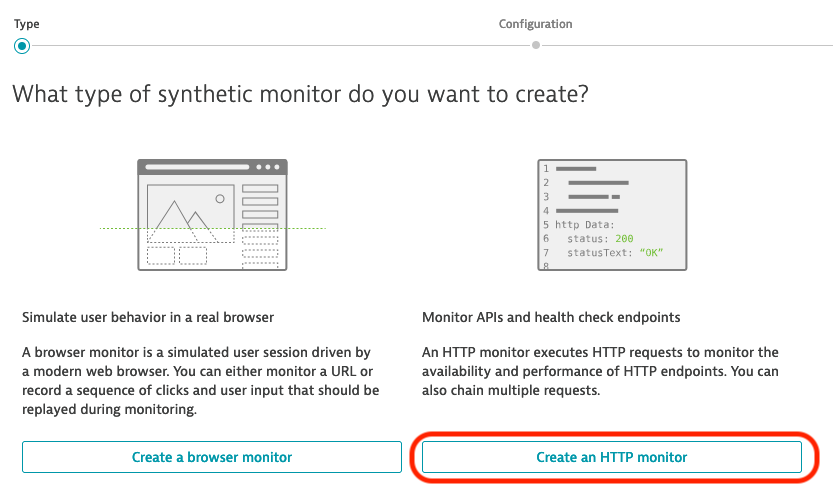 Type
Configuration
What type of synthetic monitor do you want to create?
1
2
3
4
5 http Data:
6 status: 200
7 statusText: “OK”
8
Simulate user behavior in a real browser
A browser monitor is a simulated user session driven by
a modern web browser. You can either monitor a URL or
record a sequence of clicks and user input that should be
replayed during monitoring.
Create a browser monitor
Monitor APIs and health check endpoints
An HTTP monitor executes HTTP requests to monitor the
availability and performance of HTTP endpoints. You can
also chain multiple requests.
Create an HTTP monitor